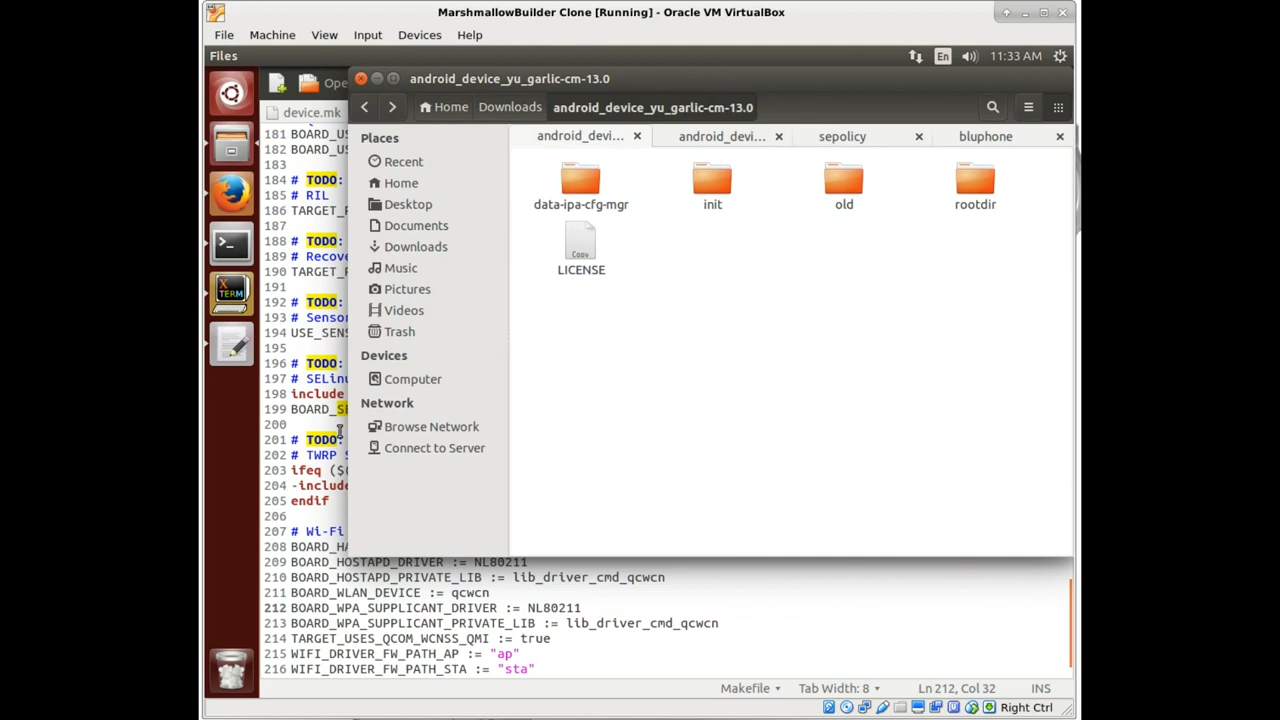 MarshmallowBuilder Clone [Running] - Oracle VM VirtualBox
File Machine View Input Devices Help
Files En 11:33 AM
android_device_yu_garlic-cm-13.0
Ope
Home Downloads android_device_yu_garlic-cm-13.0
device.mk
Places
android_devi... android_devi... sepolicy bluphone
Recent
Home
Desktop
Documents
Downloads
Music
Pictures
Videos
Trash
Devices
Computer
Network
Browse Network
Connect to Server
data-ipa-cfg-mgr init old rootdir
Copy
LICENSE
XTERM
181 BOARD_US
182 BOARD_US
183
184 # TODO:
185 # RIL
186 TARGET_R
187
188 # TODO:
189 # Recove
190 TARGET_R
191
192 # TODO:
193 # Sensor
194 USE_SENS
195
196 # TODO:
197 # SELinu
198 include
199 BOARD_SE
200
201 # TODO:
202 # TWRP S
203 ifeq ($(
204 -include
205 endif
206
207 # Wi-Fi
208 BOARD_HA
209 BOARD_HOSTAPD_DRIVER := NL80211
210 BOARD_HOSTAPD_PRIVATE_LIB := lib_driver_cmd_qcwcn
211 BOARD_WLAN_DEVICE := qcwcn
212 BOARD_WPA_SUPPLICANT_DRIVER := NL80211
213 BOARD_WPA_SUPPLICANT_PRIVATE_LIB := lib_driver_cmd_qcwcn
214 TARGET_USES_QCOM_WCNSS_QMI := true
215 WIFI_DRIVER_FW_PATH_AP := "ap"
216 WIFI_DRIVER_FW_PATH_STA := "sta"
Makefile Tab Width: 8 Ln 212, Col 32 INS
Right Ctrl